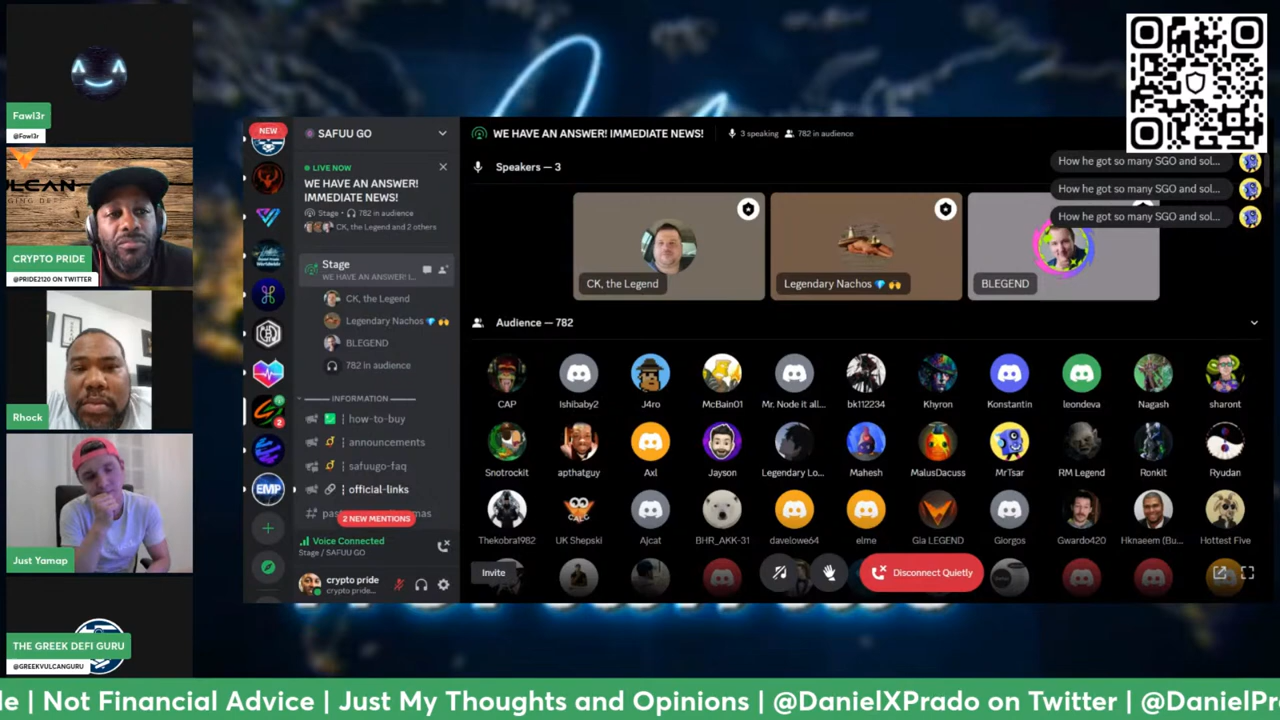 Fawl3r
@Fawl3r
CRYPTO PRIDE
@PRIDE2120 ON TWITTER
Rhock
Just Yamap
THE GREEK DEFI GURU
@GREEKVULCANGURU
NEW
SAFUU GO
LIVE NOW
WE HAVE AN ANSWER!
IMMEDIATE NEWS!
Stage • 782 in audience
CK, the Legend and 2 others
Stage
WE HAVE AN ANSWER! I...
CK, the Legend
Legendary Nachos
BLEGEND
782 in audience
INFORMATION
how-to-buy
announcements
safuugo-faq
official-links
2 NEW MENTIONS
Voice Connected
Stage / SAFUU GO
crypto pride
crypto pride...
EMP
WE HAVE AN ANSWER! IMMEDIATE NEWS!
3 speaking
782 in audience
Speakers — 3
How he got so many SGO and sol...
How he got so many SGO and sol...
How he got so many SGO and sol...
CK, the Legend
Legendary Nachos 💎 🙌
BLEGEND
Audience — 782
CAP
Ishibaby2
J4ro
McBain01
Mr. Node it all...
bk112234
Khyron
Konstantin
leondeva
Nagash
sharont
Snotrockit
apthatguy
Axl
Jayson
Legendary Lo...
Mahesh
MalusDacuss
MrTsar
RM Legend
Ronkit
Ryudan
Thekobra1982
UK Shepski
Ajcat
BHR_AKK-31
davelowe64
elme
Gia LEGEND
Giorgos
Gwardo420
Hknaeem (Bu...
Hottest Five
Invite
Disconnect Quietly
| Not Financial Advice | Just My Thoughts and Opinions | @DanielXPrado on Twitter | @DanielPr